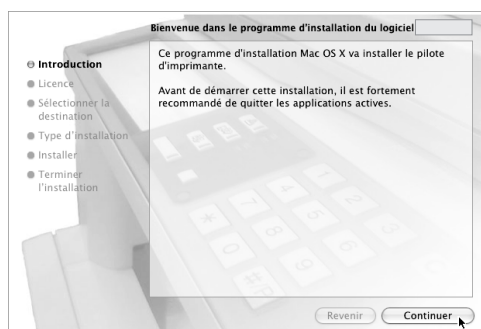 Bienvenue dans le programme d'installation du logiciel
Introduction
Licence
Sélectionner la
destination
Type d'installation
Installer
Terminer
l'installation
Ce programme d'installation Mac OS X va installer le pilote
d'imprimante.
Avant de démarrer cette installation, il est fortement
recommandé de quitter les applications actives.
Revenir
Continuer